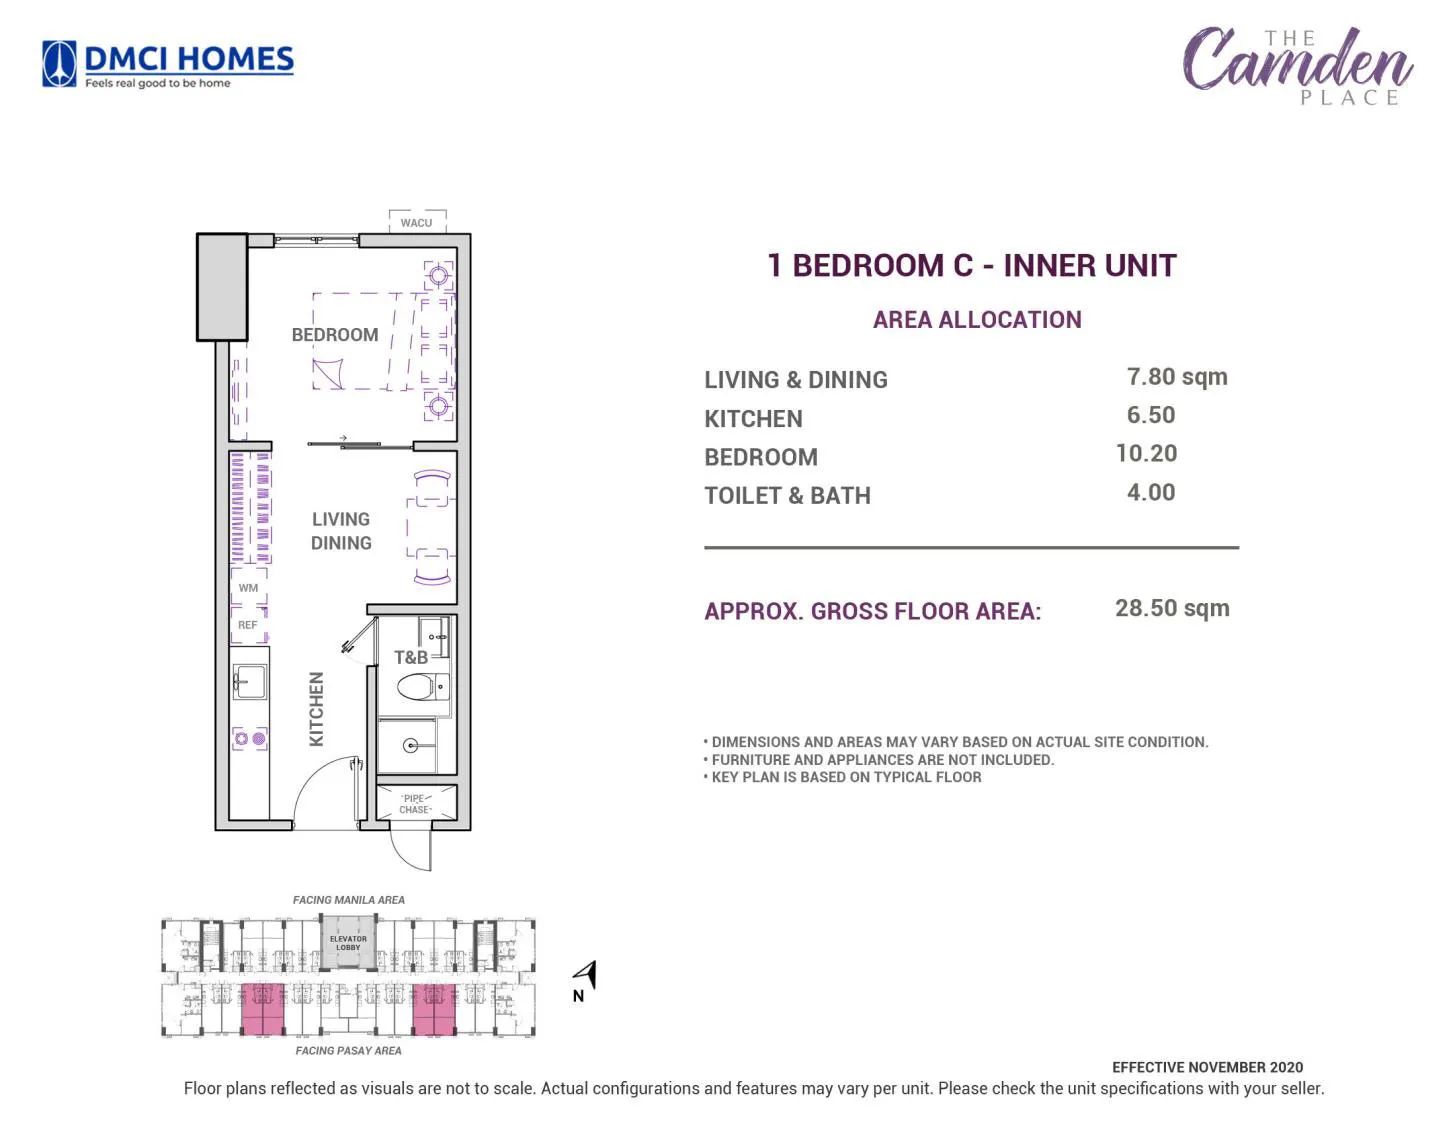 DMCI HOMES
Feels real good to be home
THE
Camden
PLACE
WACU
BEDROOM
LIVING
DINING
WM
REF
T&B
KITCHEN
PIPE
CHASE
1 BEDROOM C - INNER UNIT
AREA ALLOCATION
LIVING & DINING 7.80 sqm
KITCHEN 6.50
BEDROOM 10.20
TOILET & BATH 4.00
APPROX. GROSS FLOOR AREA: 28.50 sqm
• DIMENSIONS AND AREAS MAY VARY BASED ON ACTUAL SITE CONDITION.
• FURNITURE AND APPLIANCES ARE NOT INCLUDED.
• KEY PLAN IS BASED ON TYPICAL FLOOR
FACING MANILA AREA
ELEVATOR
LOBBY
N
FACING PASAY AREA
EFFECTIVE NOVEMBER 2020
Floor plans reflected as visuals are not to scale. Actual configurations and features may vary per unit. Please check the unit specifications with your seller.